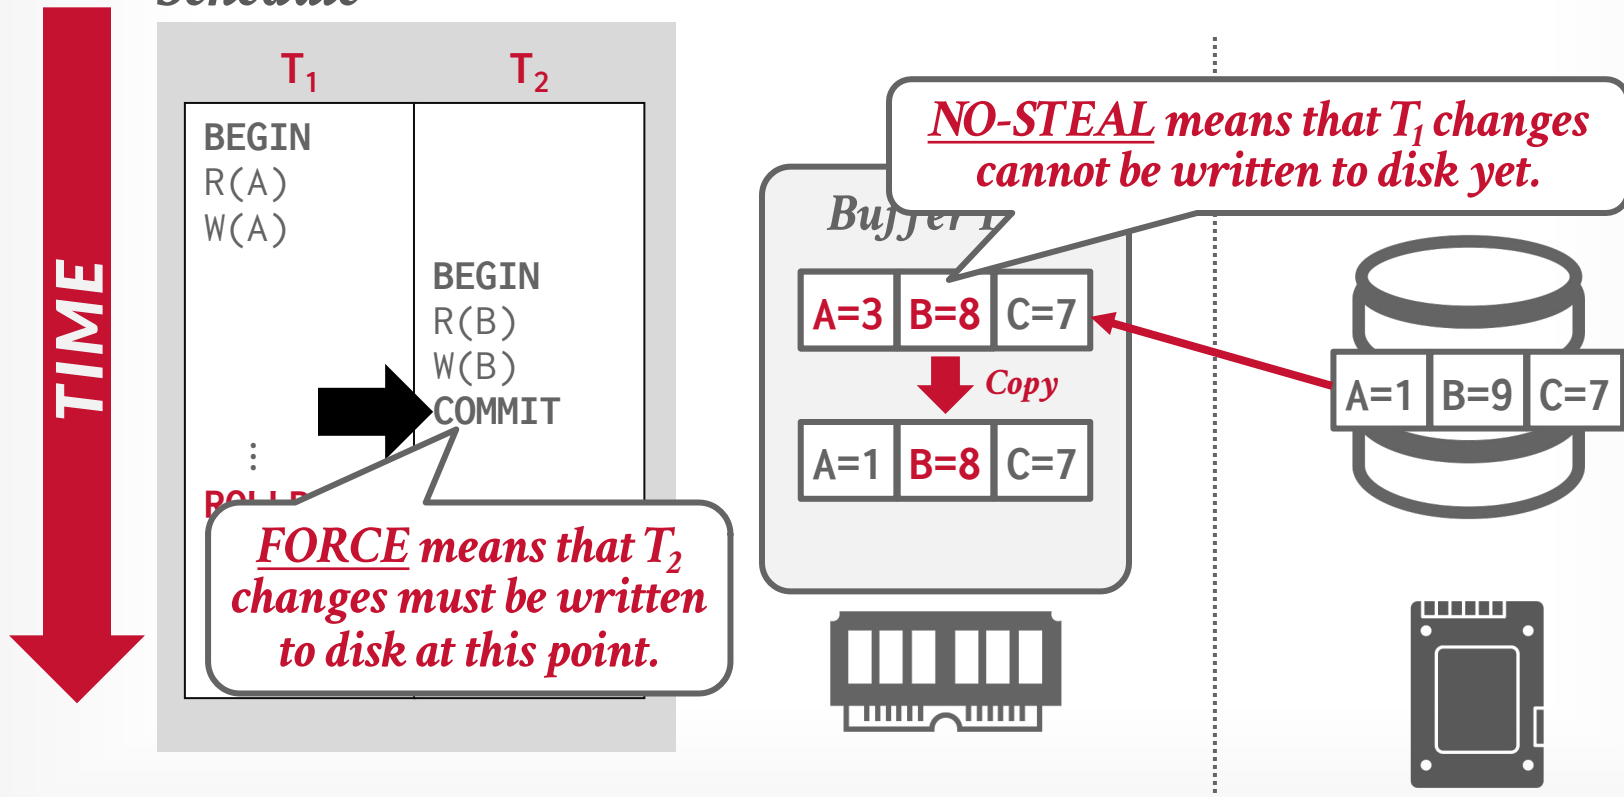 Schedule
TIME
T1 T2
BEGIN
R(A)
W(A)
BEGIN
R(B)
W(B)
COMMIT
⋮
FORCE means that T2
changes must be written
to disk at this point.
NO-STEAL means that T1 changes
cannot be written to disk yet.
Buffer
A=3 B=8 C=7
Copy
A=1 B=8 C=7
A=1 B=9 C=7